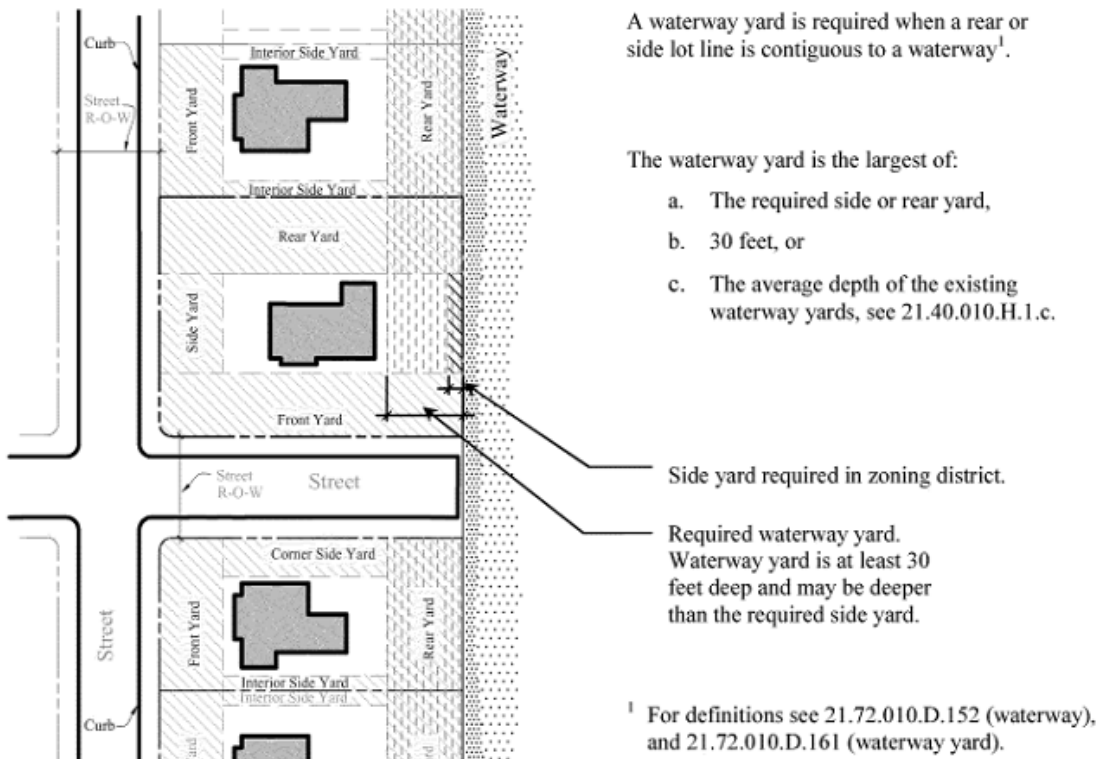 Curb
Street
R-O-W
Interior Side Yard
Front Yard
Rear Yard
Waterway
Interior Side Yard
Rear Yard
Side Yard
Front Yard
Street
R-O-W
Street
Corner Side Yard
Street
Front Yard
Rear Yard
Interior Side Yard
Interior Side Yard
Curb
A waterway yard is required when a rear or
side lot line is contiguous to a waterway¹.
The waterway yard is the largest of:
a. The required side or rear yard,
b. 30 feet, or
c. The average depth of the existing
waterway yards, see 21.40.010.H.1.c.
Side yard required in zoning district.
Required waterway yard.
Waterway yard is at least 30
feet deep and may be deeper
than the required side yard.
¹ For definitions see 21.72.010.D.152 (waterway),
and 21.72.010.D.161 (waterway yard).